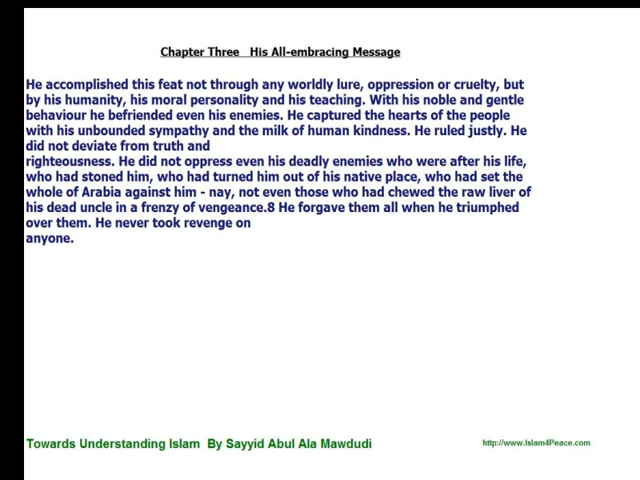 Chapter Three   His All-embracing Message
He accomplished this feat not through any worldly lure, oppression or cruelty, but
by his humanity, his moral personality and his teaching. With his noble and gentle
behaviour he befriended even his enemies. He captured the hearts of the people
with his unbounded sympathy and the milk of human kindness. He ruled justly. He
did not deviate from truth and
righteousness. He did not oppress even his deadly enemies who were after his life,
who had stoned him, who had turned him out of his native place, who had set the
whole of Arabia against him - nay, not even those who had chewed the raw liver of
his dead uncle in a frenzy of vengeance.8 He forgave them all when he triumphed
over them. He never took revenge on
anyone.
Towards Understanding Islam  By Sayyid Abul Ala Mawdudi
http://www.Islam4Peace.com